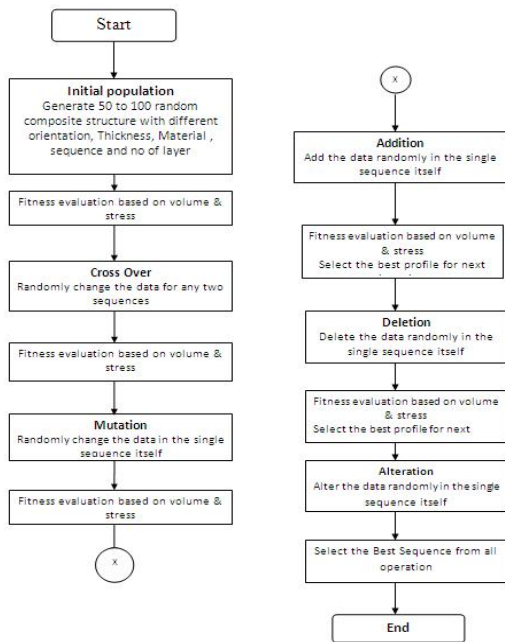 Start
Initial population
Generate 50 to 100 random
composite structure with different
orientation, Thickness, Material ,
sequence and no of layer
Fitness evaluation based on volume &
stress
Cross Over
Randomly change the data for any two
sequences
Fitness evaluation based on volume &
stress
Mutation
Randomly change the data in the single
sequence itself
Fitness evaluation based on volume &
stress
X
X
Addition
Add the data randomly in the single
sequence itself
Fitness evaluation based on volume
& stress
Select the best profile for next
Deletion
Delete the data randomly in the
single sequence itself
Fitness evaluation based on volume
& stress
Select the best profile for next
Alteration
Alter the data randomly in the single
sequence itself
Select the Best Sequence from all
operation
End